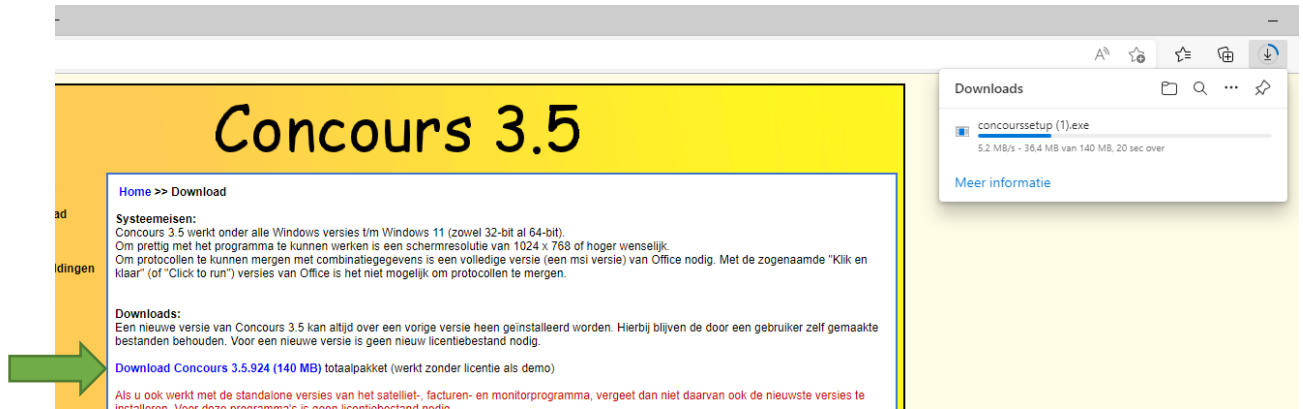 Downloads
Concours 3.5
concourssetup (1).exe
5.2 MB/s - 36,4 MB van 140 MB, 20 sec over
Meer informatie
Home >> Download
ad
Systeemeisen:
Concours 3.5 werkt onder alle Windows versies t/m Windows 11 (zowel 32-bit al 64-bit).
Om prettig met het programma te kunnen werken is een schermresolutie van 1024 x 768 of hoger wenselijk.
Om protocollen te kunnen mergen met combinatiegegevens is een volledige versie (een msi versie) van Office nodig. Met de zogenaamde "Klik en
ldingen
klaar" (of "Click to run") versies van Office is het niet mogelijk om protocollen te mergen.
Downloads:
Een nieuwe versie van Concours 3.5 kan altijd over een vorige versie heen geïnstalleerd worden. Hierbij blijven de door een gebruiker zelf gemaakte
bestanden behouden. Voor een nieuwe versie is geen nieuw licentiebestand nodig.
Download Concours 3.5.924 (140 MB) totaalpakket (werkt zonder licentie als demo)
Als u ook werkt met de standalone versies van het satelliet-, facturen- en monitorprogramma, vergeet dan niet daarvan ook de nieuwste versies te
installeren. Voor deze programma's is geen licentiebestand nodig.